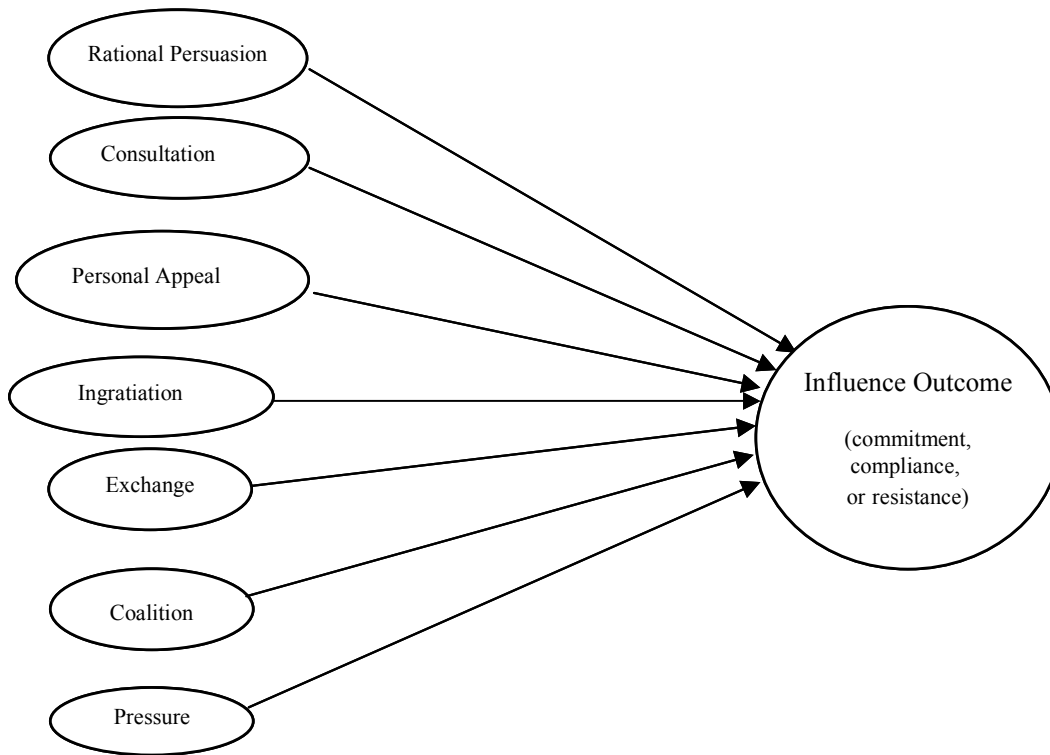 Rational Persuasion
Consultation
Personal Appeal
Ingratiation
Exchange
Coalition
Pressure
Influence Outcome
(commitment,
compliance,
or resistance)